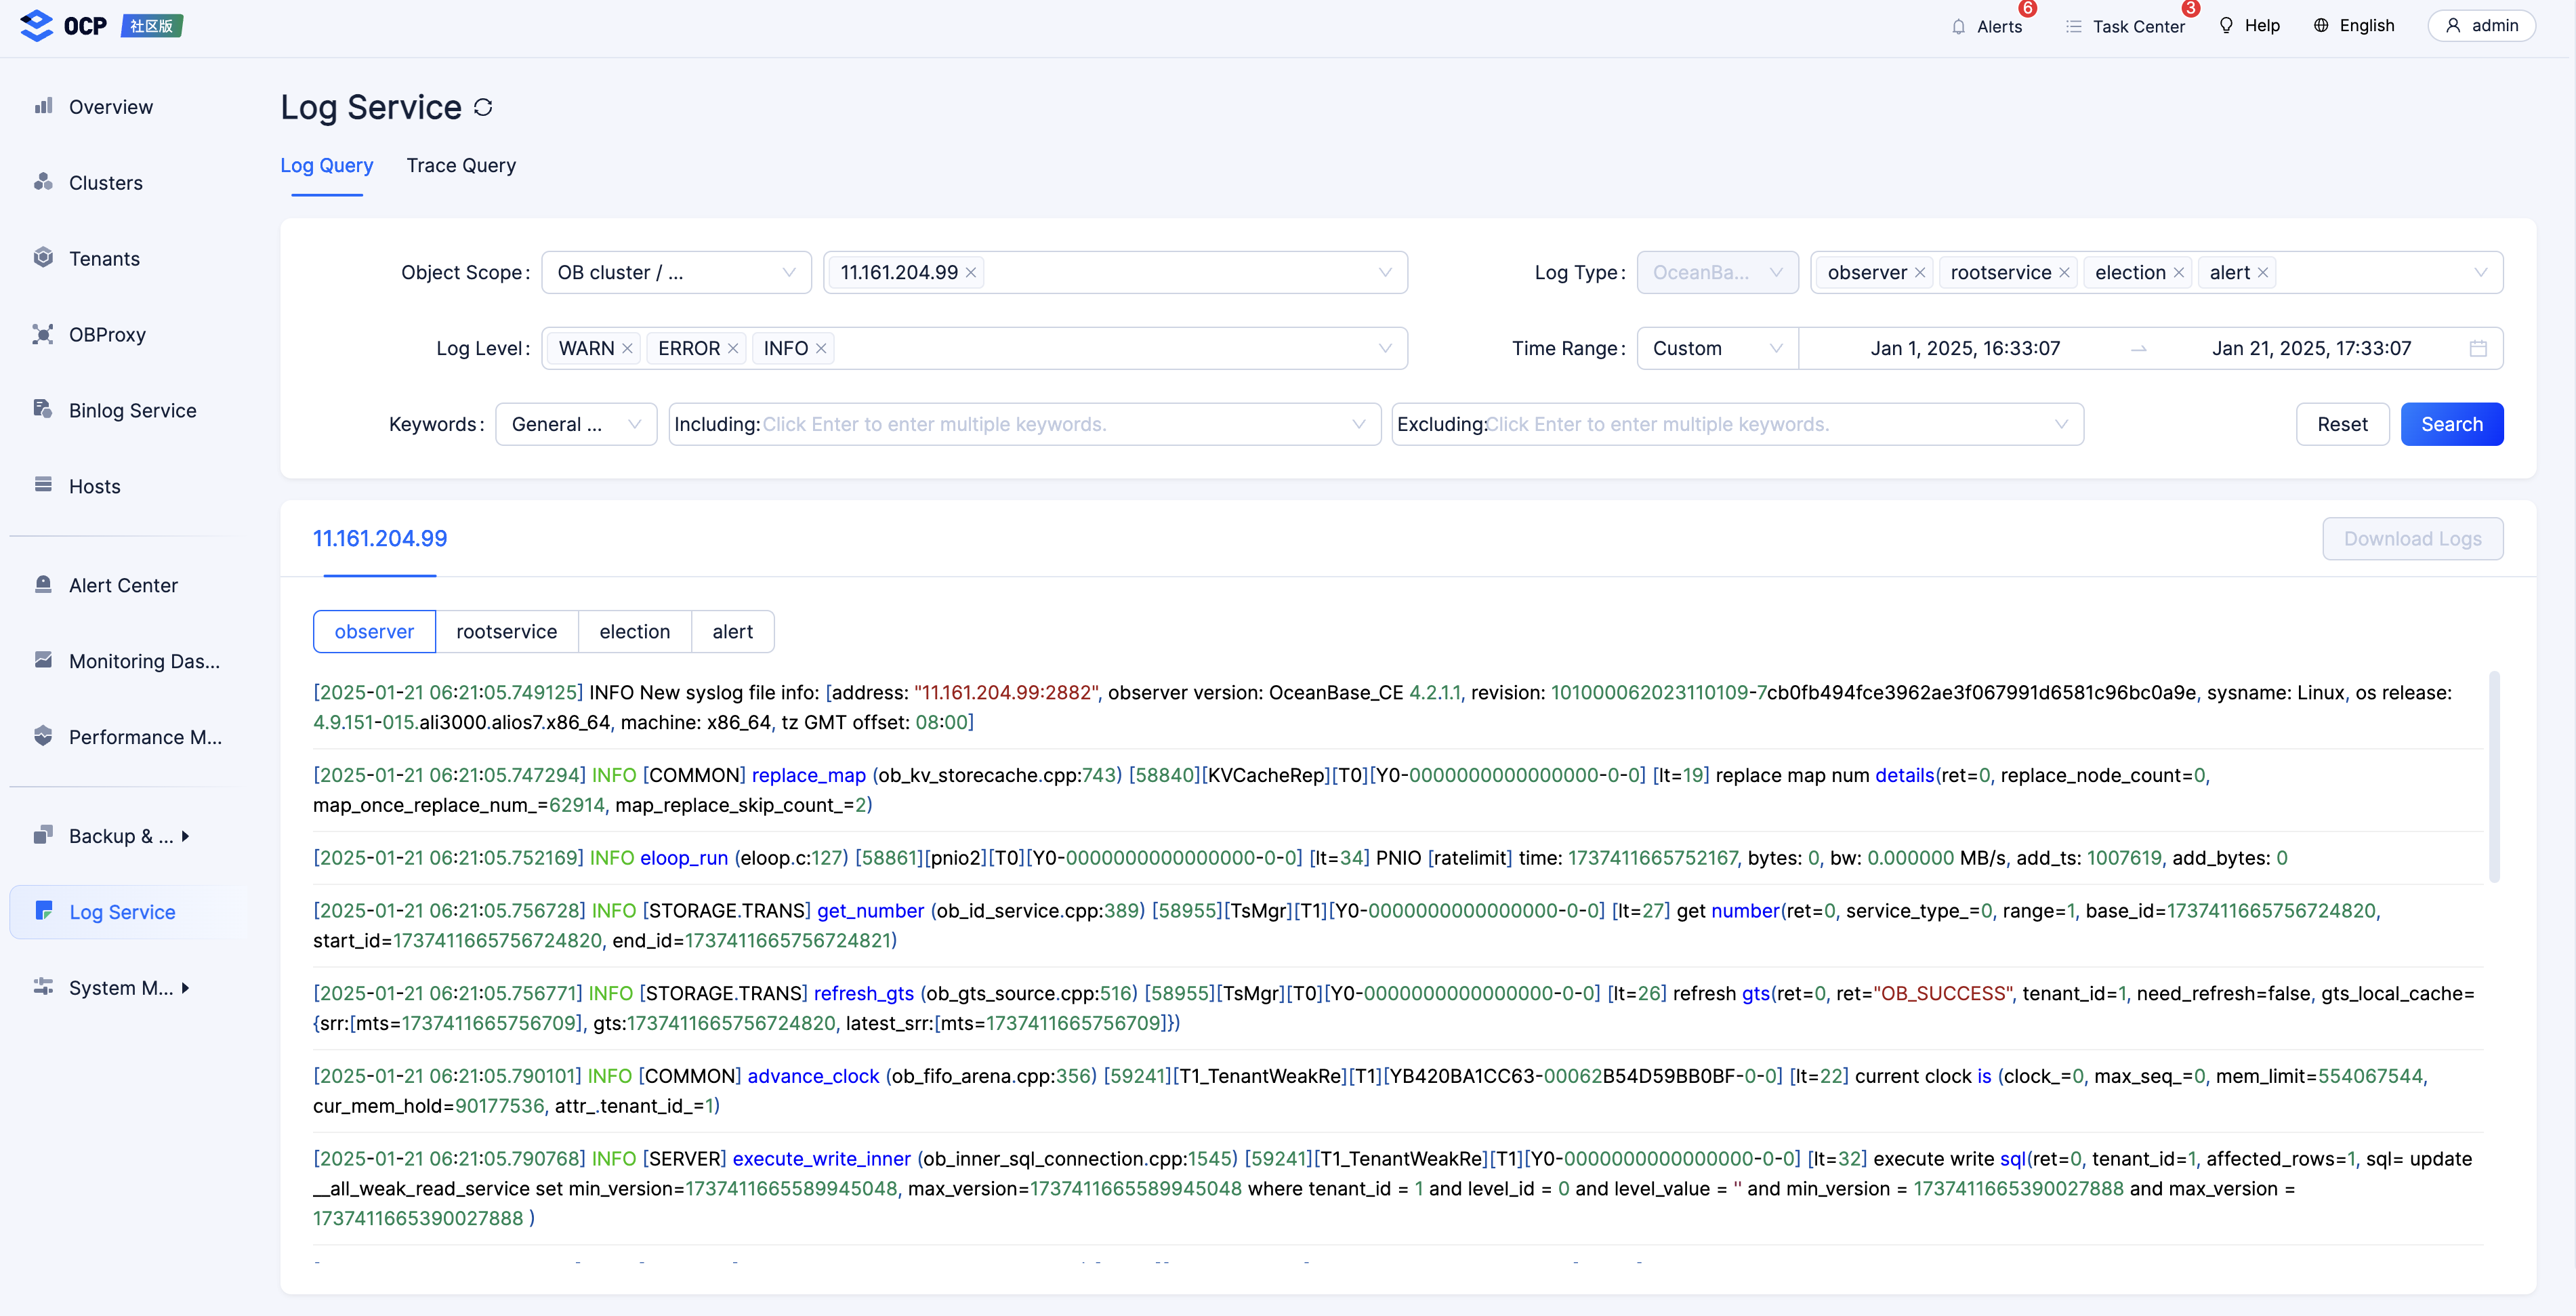 OCP 社区版
Alerts 6 Task Center 3 Help English admin
Overview
Clusters
Tenants
OBProxy
Binlog Service
Hosts
Alert Center
Monitoring Das...
Performance M...
Backup & ...
Log Service
System M...
Log Service
Log Query Trace Query
Object Scope: OB cluster / ... 11.161.204.99 Log Type: OceanBa... observer rootservice election alert
Log Level: WARN ERROR INFO Time Range: Custom Jan 1, 2025, 16:33:07 → Jan 21, 2025, 17:33:07
Keywords: General ... Including: Click Enter to enter multiple keywords. Excluding: Click Enter to enter multiple keywords. Reset Search
11.161.204.99 Download Logs
observer rootservice election alert
[2025-01-21 06:21:05.749125] INFO New syslog file info: [address: "11.161.204.99:2882", observer version: OceanBase_CE 4.2.1.1, revision: 101000062023110109-7cb0fb494fce3962ae3f067991d6581c96bc0a9e, sysname: Linux, os release:
4.9.151-015.ali3000.alios7.x86_64, machine: x86_64, tz GMT offset: 08:00]
[2025-01-21 06:21:05.747294] INFO [COMMON] replace_map (ob_kv_storecache.cpp:743) [58840][KVCacheRep][T0][Y0-0000000000000000-0-0] [lt=19] replace map num details(ret=0, replace_node_count=0,
map_once_replace_num_=62914, map_replace_skip_count_=2)
[2025-01-21 06:21:05.752169] INFO eloop_run (eloop.c:127) [58861][pnio2][T0][Y0-0000000000000000-0-0] [lt=34] PNIO [ratelimit] time: 1737411665752167, bytes: 0, bw: 0.000000 MB/s, add_ts: 1007619, add_bytes: 0
[2025-01-21 06:21:05.756728] INFO [STORAGE.TRANS] get_number (ob_id_service.cpp:389) [58955][TsMgr][T1][Y0-0000000000000000-0-0] [lt=27] get number(ret=0, service_type_=0, range=1, base_id=1737411665756724820,
start_id=1737411665756724820, end_id=1737411665756724821)
[2025-01-21 06:21:05.756771] INFO [STORAGE.TRANS] refresh_gts (ob_gts_source.cpp:516) [58955][TsMgr][T0][Y0-0000000000000000-0-0] [lt=26] refresh gts(ret=0, ret="OB_SUCCESS", tenant_id=1, need_refresh=false, gts_local_cache=
{srr:[mts=1737411665756709], gts:1737411665756724820, latest_srr:[mts=1737411665756709]})
[2025-01-21 06:21:05.790101] INFO [COMMON] advance_clock (ob_fifo_arena.cpp:356) [59241][T1_TenantWeakRe][T1][YB420BA1CC63-00062B54D59BB0BF-0-0] [lt=22] current clock is (clock_=0, max_seq_=0, mem_limit=554067544,
cur_mem_hold=90177536, attr_.tenant_id_=1)
[2025-01-21 06:21:05.790768] INFO [SERVER] execute_write_inner (ob_inner_sql_connection.cpp:1545) [59241][T1_TenantWeakRe][T1][Y0-0000000000000000-0-0] [lt=32] execute write sql(ret=0, tenant_id=1, affected_rows=1, sql= update
__all_weak_read_service set min_version=1737411665589945048, max_version=1737411665589945048 where tenant_id = 1 and level_id = 0 and level_value = '' and min_version = 1737411665390027888 and max_version =
1737411665390027888 )